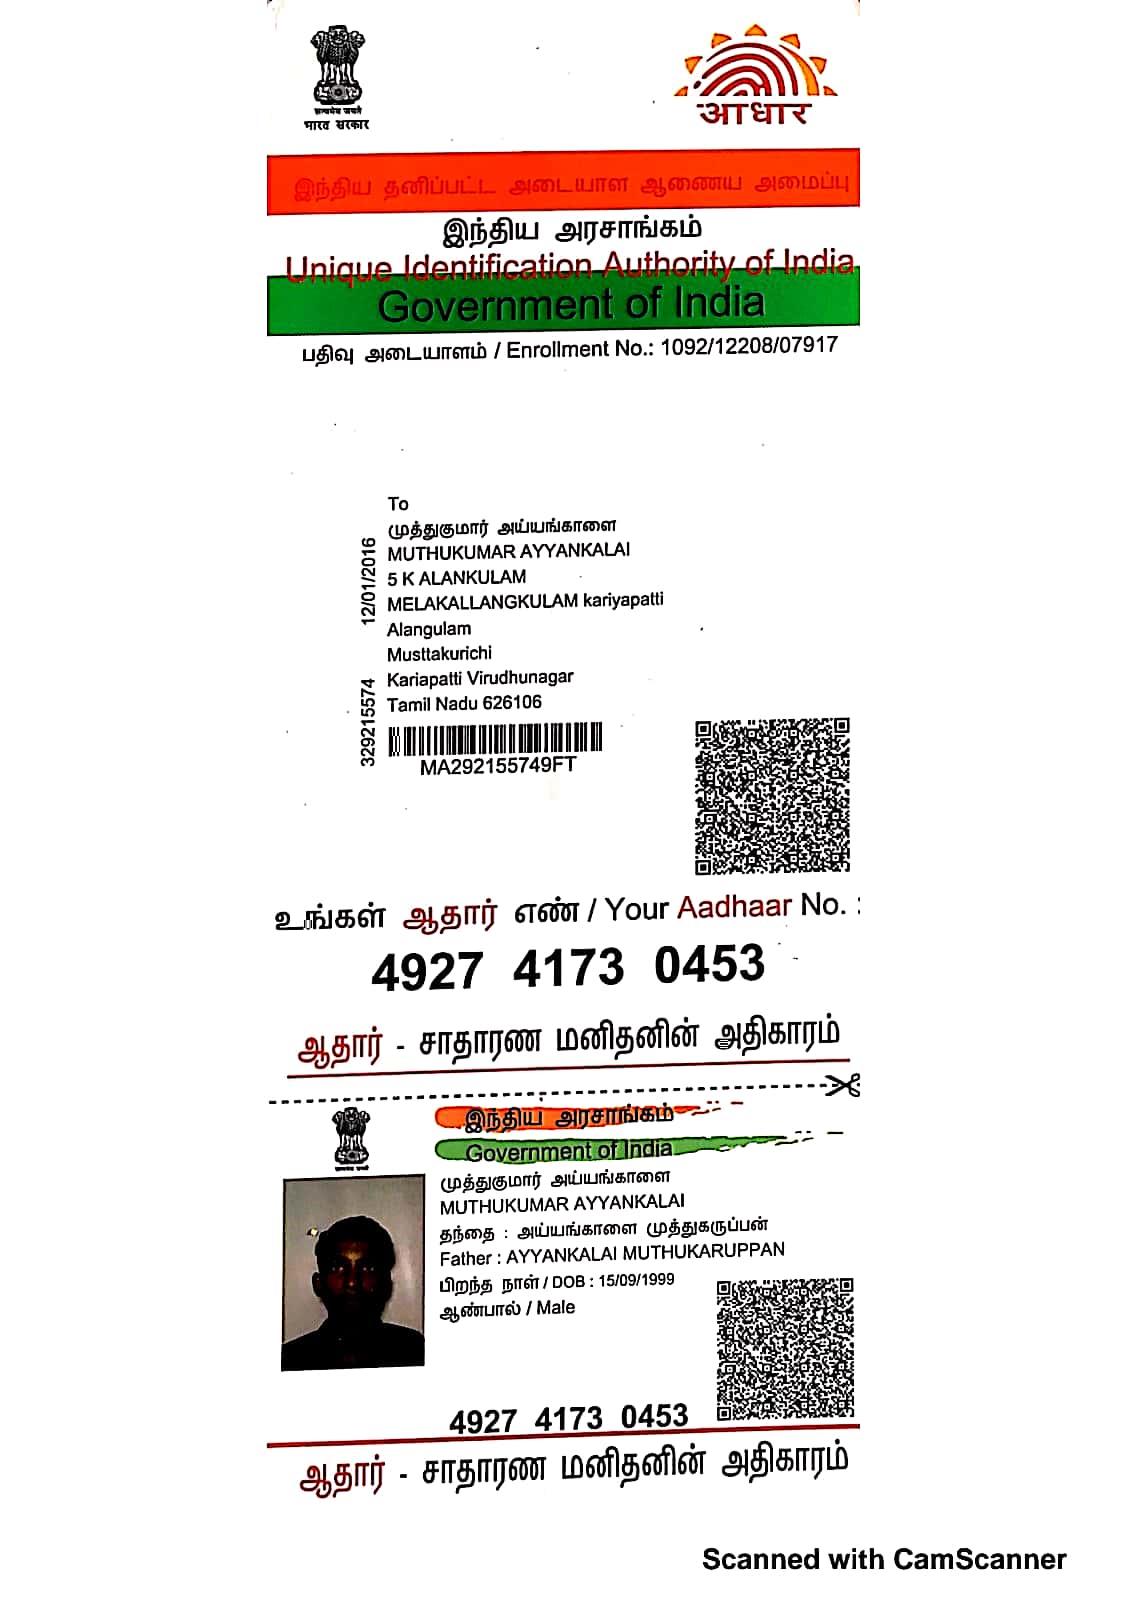 सत्यमेव जयते
भारत सरकार
आधार
இந்திய தனிப்பட்ட அடையாள ஆணைய அமைப்பு
இந்திய அரசாங்கம்
Unique Identification Authority of India
Government of India
பதிவு அடையாளம் / Enrollment No.: 1092/12208/07917
To
முத்துகுமார் அய்யங்காளை
MUTHUKUMAR AYYANKALAI
5 K ALANKULAM
MELAKALLANGKULAM kariyapatti
Alangulam
Musttakurichi
Kariapatti Virudhunagar
Tamil Nadu 626106
329215574 12/01/2016
MA292155749FT
உங்கள் ஆதார் எண் / Your Aadhaar No. :
4927 4173 0453
ஆதார் - சாதாரண மனிதனின் அதிகாரம்
இந்திய அரசாங்கம்
Government of India
முத்துகுமார் அய்யங்காளை
MUTHUKUMAR AYYANKALAI
தந்தை : அய்யங்காளை முத்துகருப்பன்
Father : AYYANKALAI MUTHUKARUPPAN
பிறந்த நாள் / DOB : 15/09/1999
ஆண்பால் / Male
4927 4173 0453
ஆதார் - சாதாரண மனிதனின் அதிகாரம்
Scanned with CamScanner